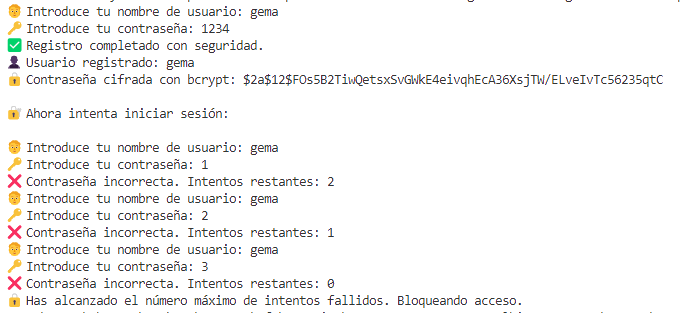 🧑 Introduce tu nombre de usuario: gema
🔑 Introduce tu contraseña: 1234
✅ Registro completado con seguridad.
👤 Usuario registrado: gema
🔒 Contraseña cifrada con bcrypt: $2a$12$FOs5B2TiwQetsxSvGWkE4eivqhEcA36XsjTW/ELveIvTc56235qtC
🔐 Ahora intenta iniciar sesión:
🧑 Introduce tu nombre de usuario: gema
🔑 Introduce tu contraseña: 1
❌ Contraseña incorrecta. Intentos restantes: 2
🧑 Introduce tu nombre de usuario: gema
🔑 Introduce tu contraseña: 2
❌ Contraseña incorrecta. Intentos restantes: 1
🧑 Introduce tu nombre de usuario: gema
🔑 Introduce tu contraseña: 3
❌ Contraseña incorrecta. Intentos restantes: 0
🔒 Has alcanzado el número máximo de intentos fallidos. Bloqueando acceso.